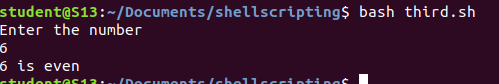 student@S13:~/Documents/shellscripting$ bash third.sh
Enter the number
6
6 is even
student@S13:~/Documents/shellscripting$